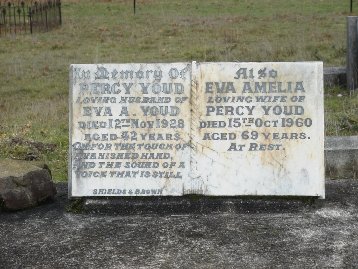 In Memory Of
PERCY YOUD
LOVING HUSBAND OF
EVA A. YOUD
DIED 12TH NOV 1928
AGED 42 YEARS.
OH FOR THE TOUCH OF
A VANISHED HAND,
AND THE SOUND OF A
VOICE THAT IS STILL
SHIELDS & BROWN
Also
EVA AMELIA
LOVING WIFE OF
PERCY YOUD
DIED 15TH OCT 1960
AGED 69 YEARS.
AT REST.